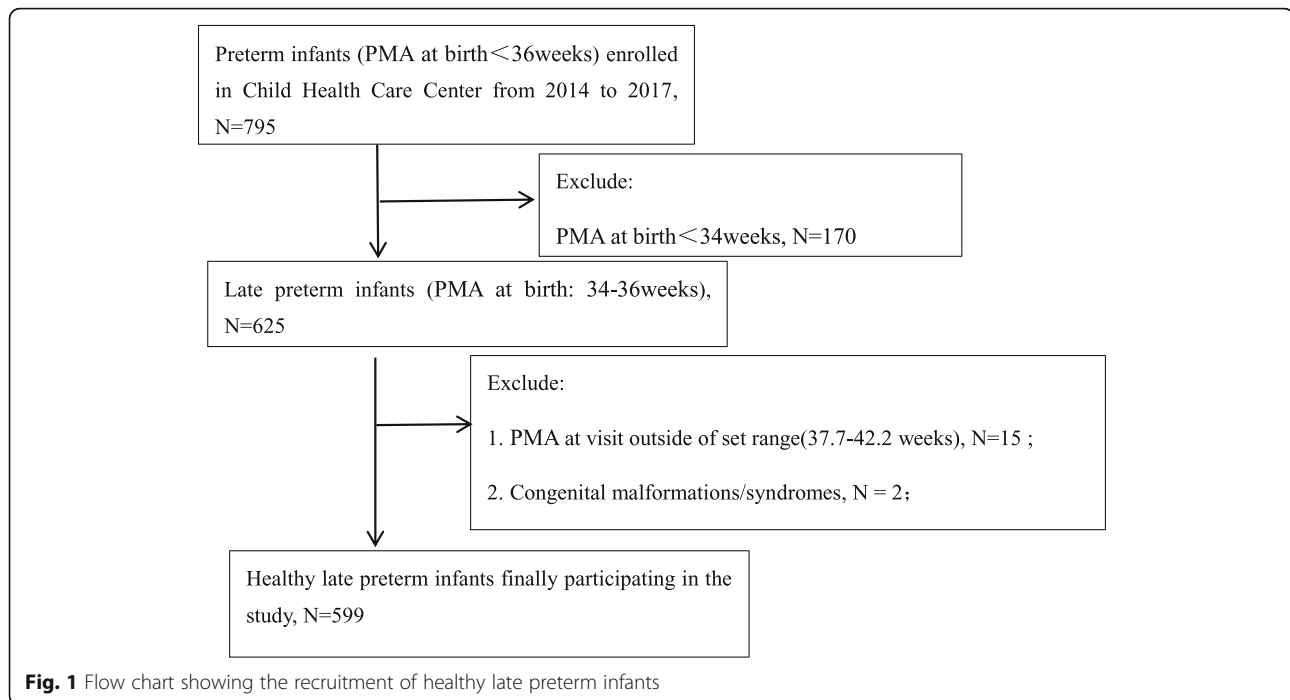 Preterm infants (PMA at birth＜36weeks) enrolled
in Child Health Care Center from 2014 to 2017,
N=795
Exclude:
PMA at birth＜34weeks, N=170
Late preterm infants (PMA at birth: 34-36weeks),
N=625
Exclude:
1. PMA at visit outside of set range(37.7-42.2 weeks), N=15 ;
2. Congenital malformations/syndromes, N = 2；
Healthy late preterm infants finally participating in the
study, N=599
Fig. 1 Flow chart showing the recruitment of healthy late preterm infants